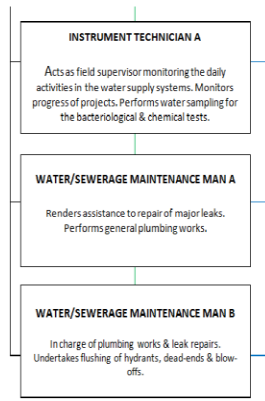 INSTRUMENT TECHNICIAN A
Acts as field supervisor monitoring the daily
activities in the water supply systems. Monitors
progress of projects. Performs water sampling for
the bacteriological & chemical tests.
WATER/SEWERAGE MAINTENANCE MAN A
Renders assistance to repair of major leaks.
Performs general plumbing works.
WATER/SEWERAGE MAINTENANCE MAN B
In charge of plumbing works & leak repairs.
Undertakes flushing of hydrants, dead-ends & blow-
offs.